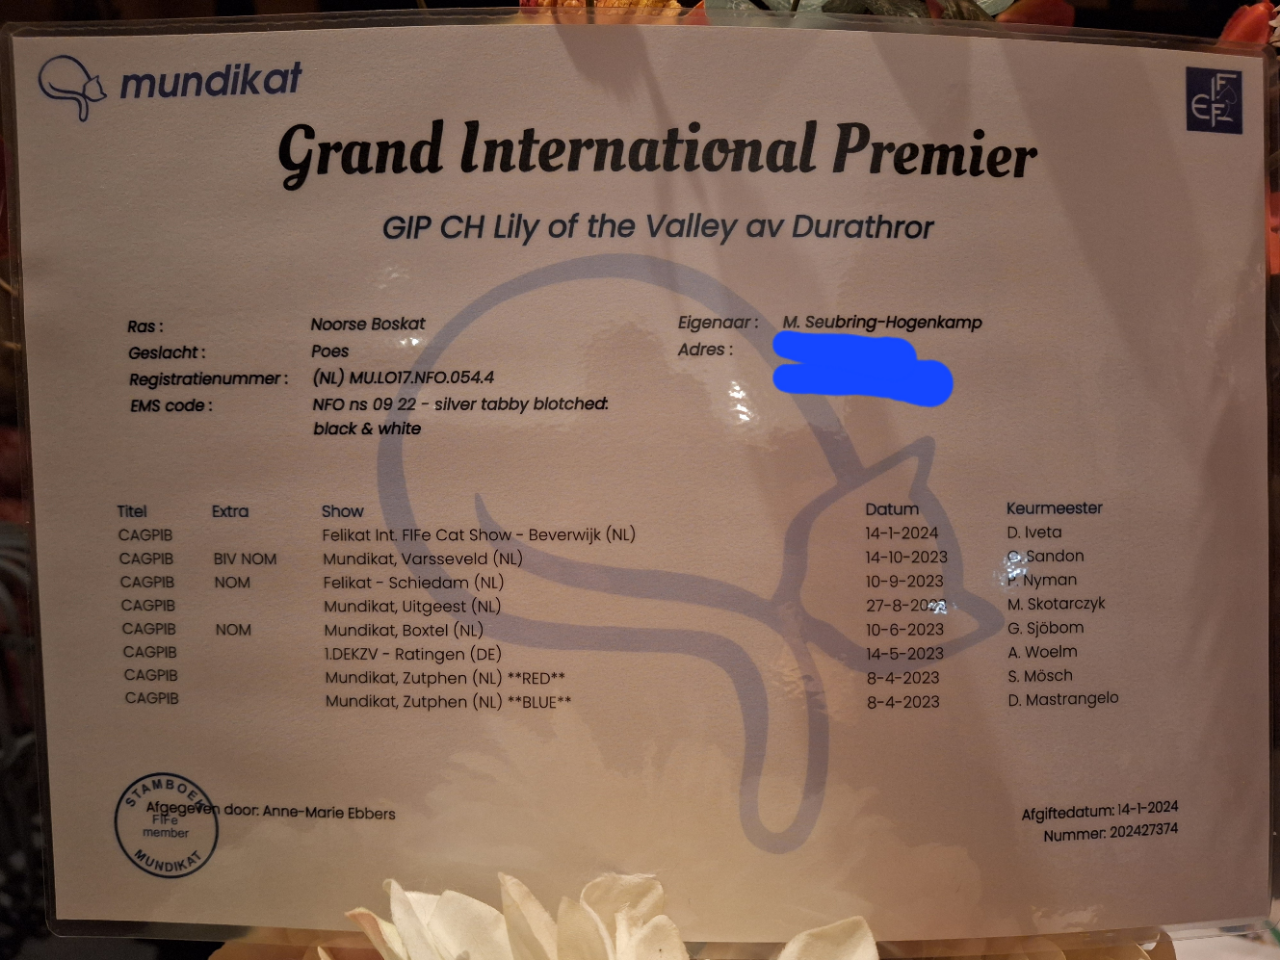 mundikat
FIFe
Grand International Premier
GIP CH Lily of the Valley av Durathror
Ras : Noorse Boskat
Geslacht : Poes
Registratienummer : (NL) MU.LO17.NFO.054.4
EMS code : NFO ns 09 22 - silver tabby blotched:
black & white
Eigenaar : M. Seubring-Hogenkamp
Adres :
Titel Extra Show Datum Keurmeester
CAGPIB Felikat Int. FIFe Cat Show - Beverwijk (NL) 14-1-2024 D. Iveta
CAGPIB BIV NOM Mundikat, Varsseveld (NL) 14-10-2023 Sandon
CAGPIB NOM Felikat - Schiedam (NL) 10-9-2023 P. Nyman
CAGPIB Mundikat, Uitgeest (NL) 27-8-2023 M. Skotarczyk
CAGPIB NOM Mundikat, Boxtel (NL) 10-6-2023 G. Sjöbom
CAGPIB 1.DEKZV - Ratingen (DE) 14-5-2023 A. Woelm
CAGPIB Mundikat, Zutphen (NL) **RED** 8-4-2023 S. Mösch
CAGPIB Mundikat, Zutphen (NL) **BLUE** 8-4-2023 D. Mastrangelo
STAMBOEK
Afgegeven door: Anne-Marie Ebbers
FIFe
member
MUNDIKAT
Afgiftedatum: 14-1-2024
Nummer: 202427374